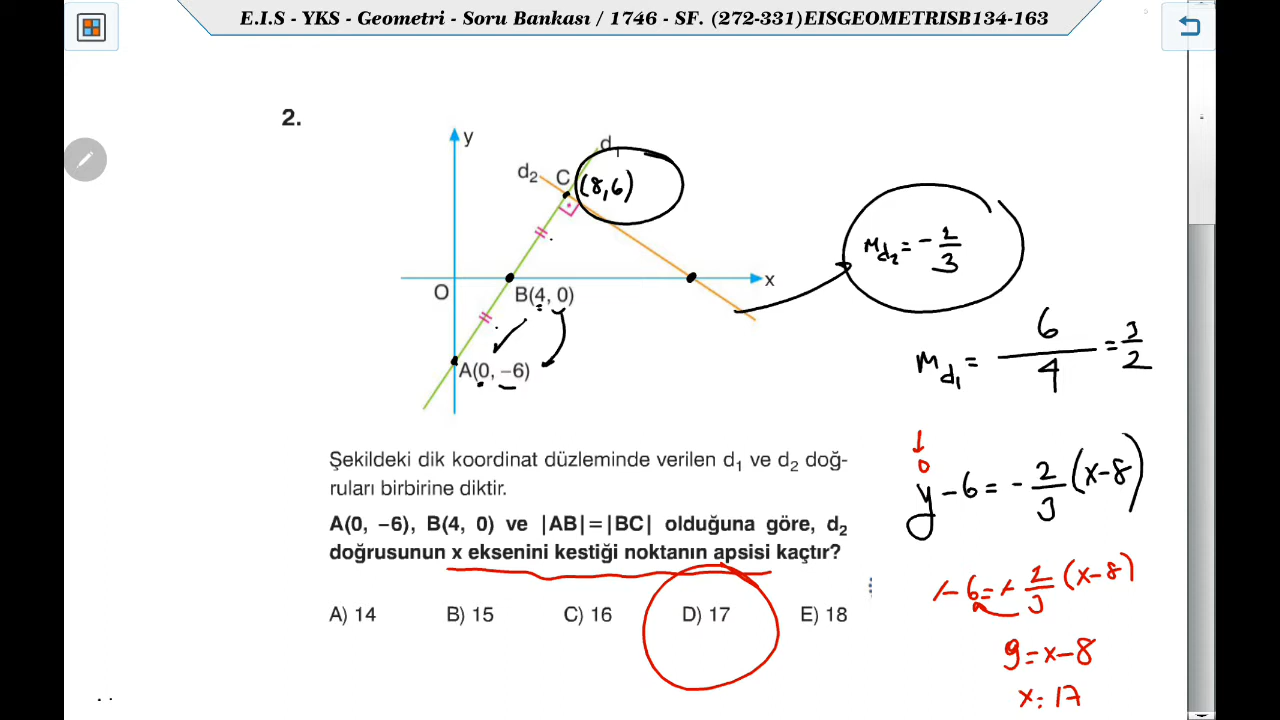 E.I.S - YKS - Geometri - Soru Bankası / 1746 - SF. (272-331)EISGEOMETRISB134-163
2.
y
d₁
d₂ C (8,6)
m_d₂ = - 2/3
O x
B(4, 0)
A(0, −6)
m_d₁ = 6/4 = 3/2
Şekildeki dik koordinat düzleminde verilen d₁ ve d₂ doğ-
ruları birbirine diktir.
A(0, −6), B(4, 0) ve |AB|=|BC| olduğuna göre, d₂
doğrusunun x eksenini kestiği noktanın apsisi kaçtır?
A) 14 B) 15 C) 16 D) 17 E) 18
0
y - 6 = - 2/3 (x-8)
- 6 = - 2/3 (x-8)
9 = x-8
x = 17